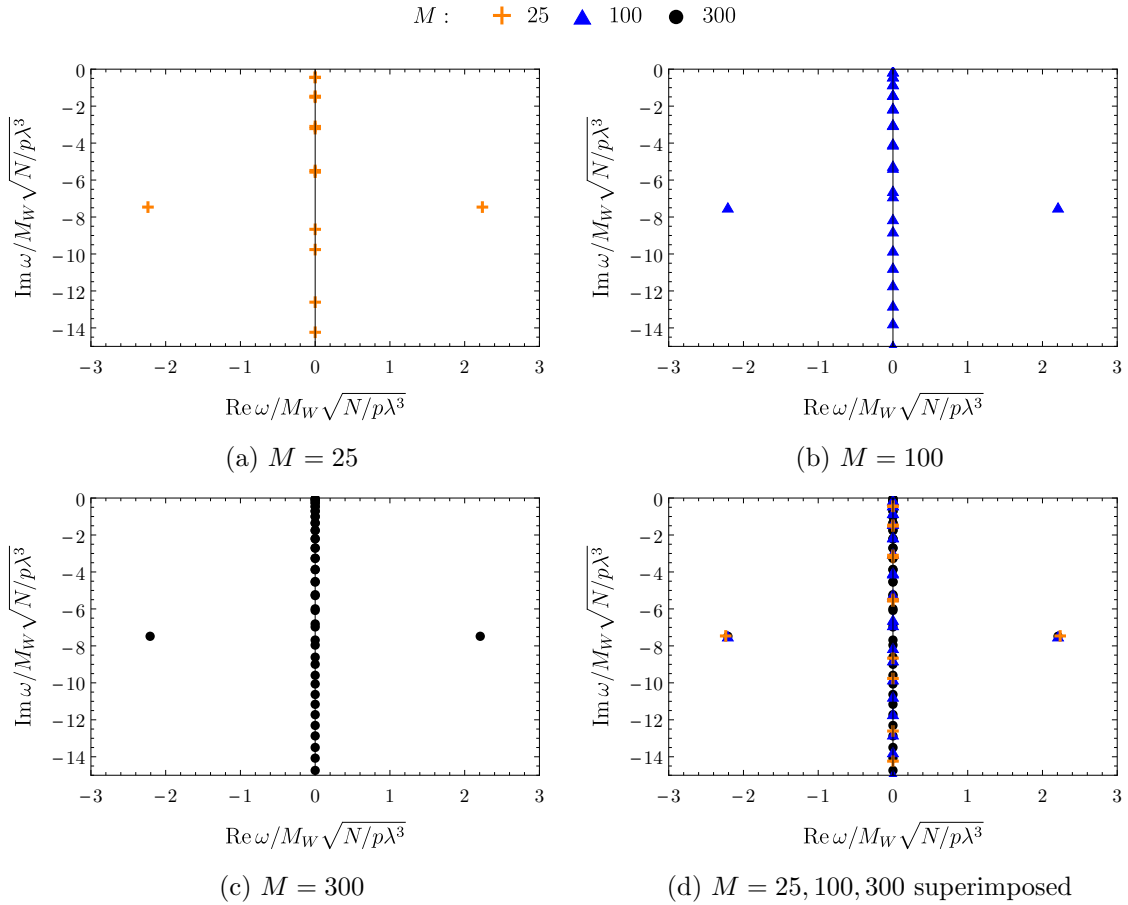 M : 25 100 300
0
−2
−4
−6
−8
−10
−12
−14
−3 −2 −1 0 1 2 3
Im ω/M_W √(N/pλ³)
Re ω/M_W √(N/pλ³)
(a) M = 25
0
−2
−4
−6
−8
−10
−12
−14
−3 −2 −1 0 1 2 3
Im ω/M_W √(N/pλ³)
Re ω/M_W √(N/pλ³)
(b) M = 100
0
−2
−4
−6
−8
−10
−12
−14
−3 −2 −1 0 1 2 3
Im ω/M_W √(N/pλ³)
Re ω/M_W √(N/pλ³)
(c) M = 300
0
−2
−4
−6
−8
−10
−12
−14
−3 −2 −1 0 1 2 3
Im ω/M_W √(N/pλ³)
Re ω/M_W √(N/pλ³)
(d) M = 25, 100, 300 superimposed